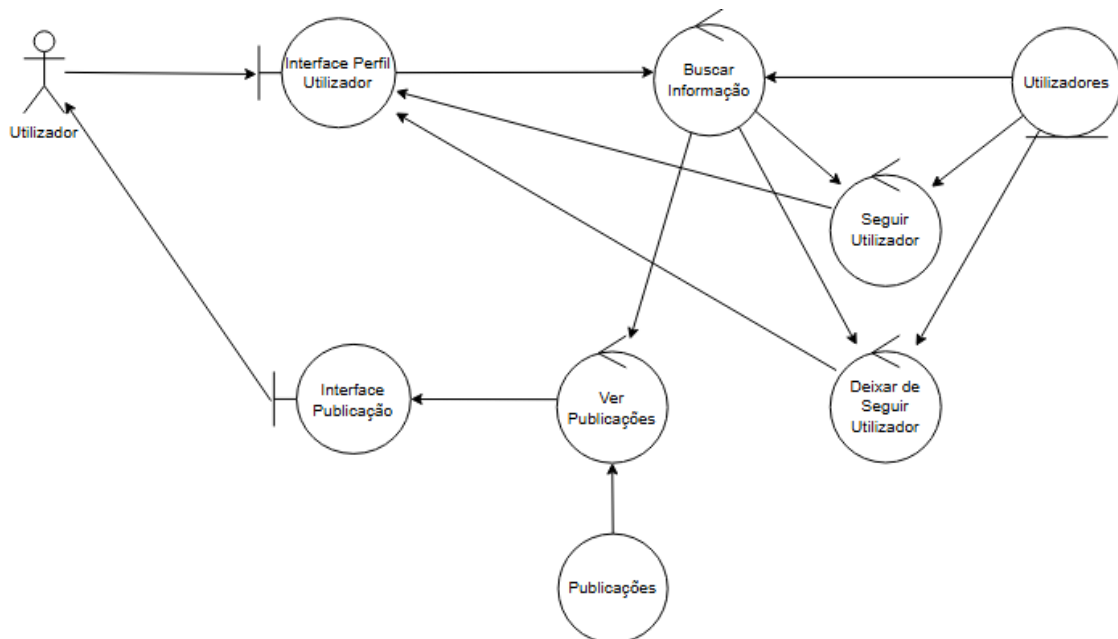 Utilizador
Interface Perfil
Utilizador
Buscar
Informação
Utilizadores
Seguir
Utilizador
Interface
Publicação
Ver
Publicações
Deixar de
Seguir
Utilizador
Publicações